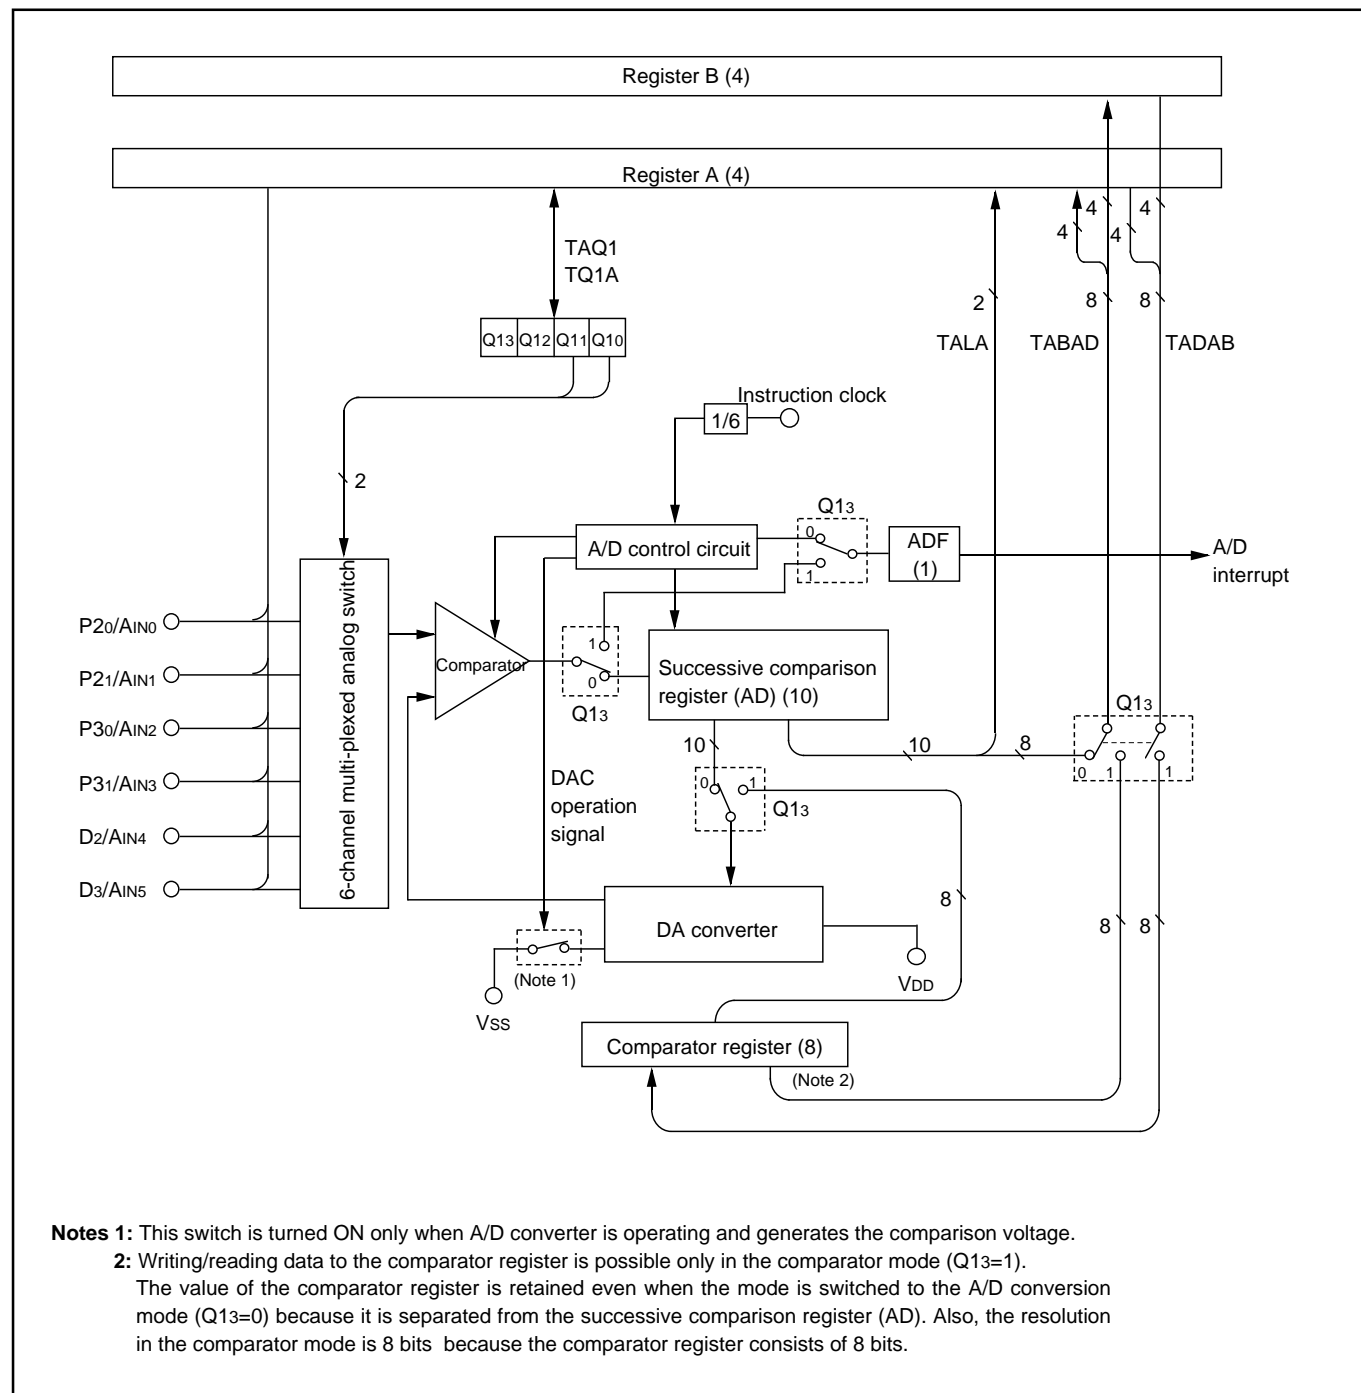 Register B (4)
Register A (4)
4
4
4
4
TAQ1
TQ1A
2
8
8
TALA
TABAD
TADAB
Q13
Q12
Q11
Q10
Instruction clock
1/6
2
Q13
0
1
A/D control circuit
ADF
(1)
A/D
interrupt
6-channel multi-plexed analog switch
P20/AIN0
P21/AIN1
P30/AIN2
P31/AIN3
D2/AIN4
D3/AIN5
Comparator
1
0
Q13
Successive comparison
register (AD) (10)
Q13
0
1
1
10
10
8
DAC
operation
signal
0
1
Q13
8
8
8
DA converter
(Note 1)
VSS
VDD
Comparator register (8)
(Note 2)
Notes 1: This switch is turned ON only when A/D converter is operating and generates the comparison voltage.
2: Writing/reading data to the comparator register is possible only in the comparator mode (Q13=1).
The value of the comparator register is retained even when the mode is switched to the A/D conversion
mode (Q13=0) because it is separated from the successive comparison register (AD). Also, the resolution
in the comparator mode is 8 bits because the comparator register consists of 8 bits.